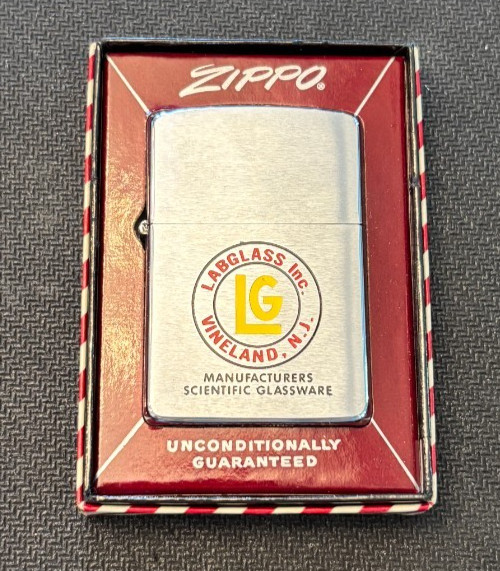 ZIPPO®
LABGLASS Inc.
LG
VINELAND, N.J.
MANUFACTURERS
SCIENTIFIC GLASSWARE
UNCONDITIONALLY
GUARANTEED